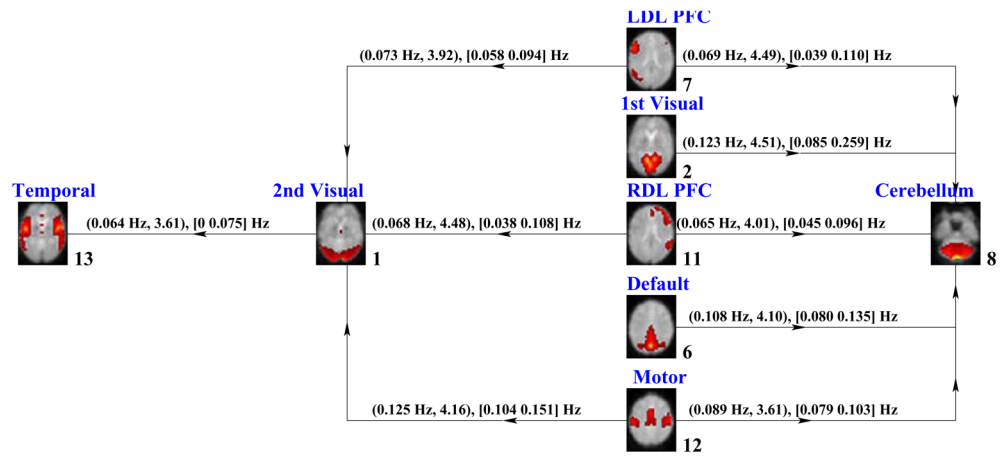 LDL PFC
(0.073 Hz, 3.92), [0.058 0.094] Hz
(0.069 Hz, 4.49), [0.039 0.110] Hz
7
1st Visual
(0.123 Hz, 4.51), [0.085 0.259] Hz
2
Temporal
2nd Visual
RDL PFC
Cerebellum
(0.064 Hz, 3.61), [0 0.075] Hz
(0.068 Hz, 4.48), [0.038 0.108] Hz
(0.065 Hz, 4.01), [0.045 0.096] Hz
13
1
11
8
Default
(0.108 Hz, 4.10), [0.080 0.135] Hz
6
Motor
(0.125 Hz, 4.16), [0.104 0.151] Hz
(0.089 Hz, 3.61), [0.079 0.103] Hz
12